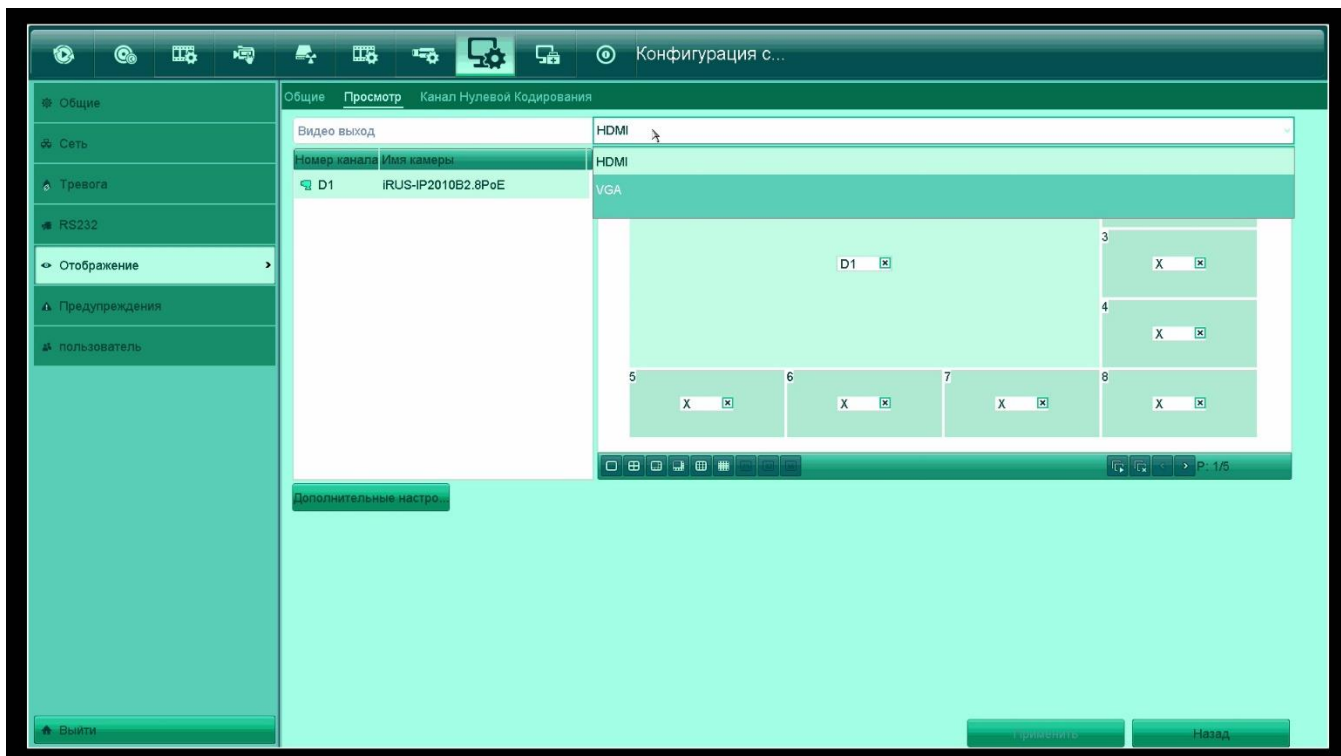 Конфигурация с...
Общие
Сеть
Тревога
RS232
Отображение
Предупреждения
пользователь
Выйти
Общие Просмотр Канал Нулевой Кодирования
Видео выход HDMI
Номер канала Имя камеры
D1 iRUS-IP2010B2.8PoE
HDMI
VGA
3
D1 X
4
X
5 6 7 8
X X X X
P: 1/5
Дополнительные настро...
Применить Назад